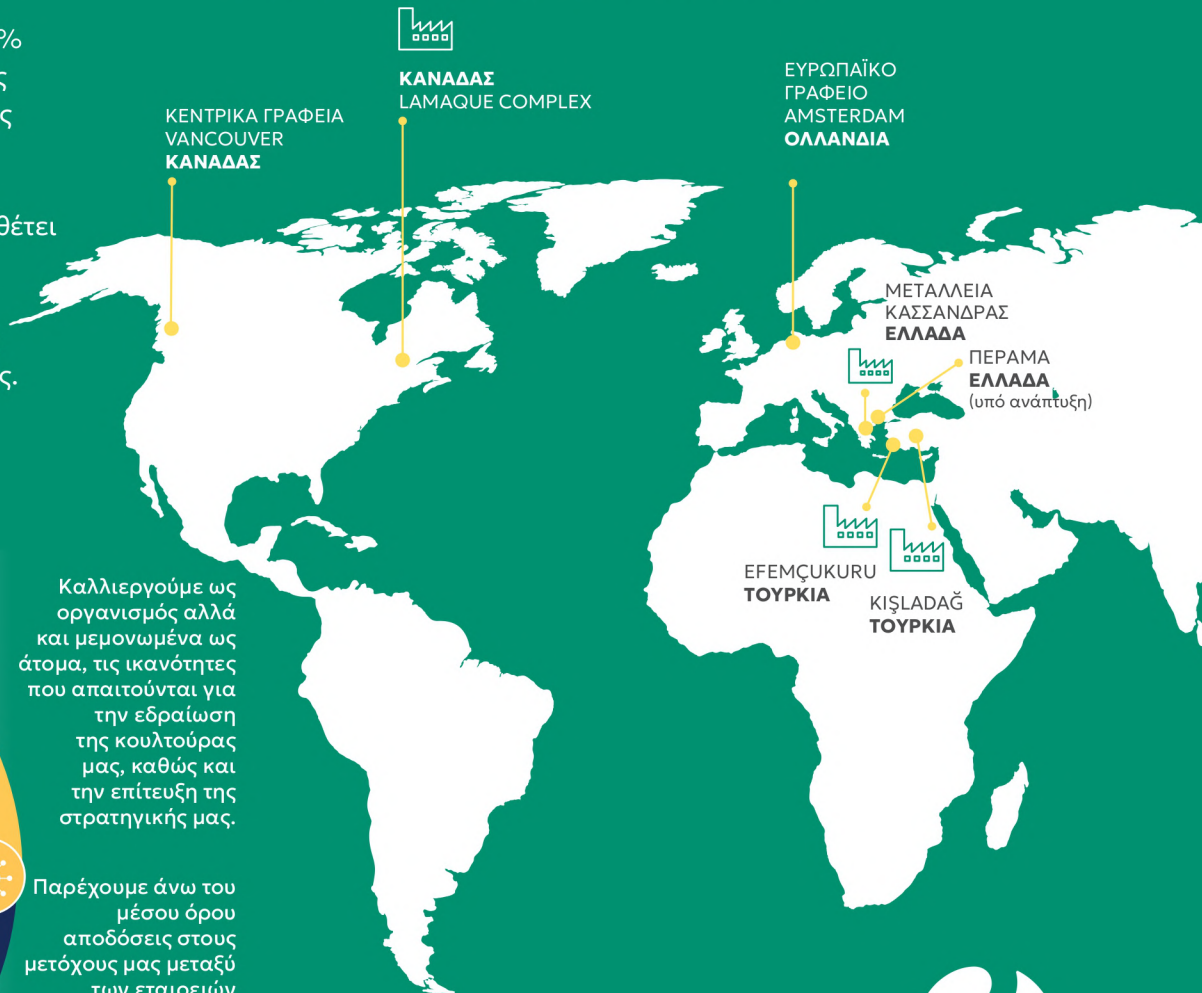 %
ς
ς
θέτει
ς.
ΚΕΝΤΡΙΚΑ ΓΡΑΦΕΙΑ
VANCOUVER
ΚΑΝΑΔΑΣ
ΚΑΝΑΔΑΣ
LAMAQUE COMPLEX
ΕΥΡΩΠΑΪΚΟ
ΓΡΑΦΕΙΟ
AMSTERDAM
ΟΛΛΑΝΔΙΑ
ΜΕΤΑΛΛΕΙΑ
ΚΑΣΣΑΝΔΡΑΣ
ΕΛΛΑΔΑ
ΠΕΡΑΜΑ
ΕΛΛΑΔΑ
(υπό ανάπτυξη)
EFEMÇUKURU
ΤΟΥΡΚΙΑ
KIŞLADAĞ
ΤΟΥΡΚΙΑ
Καλλιεργούμε ως
οργανισμός αλλά
και μεμονωμένα ως
άτομα, τις ικανότητες
που απαιτούνται για
την εδραίωση
της κουλτούρας
μας, καθώς και
την επίτευξη της
στρατηγικής μας.
Παρέχουμε άνω του
μέσου όρου
αποδόσεις στους
μετόχους μας μεταξύ
των εταιρειών